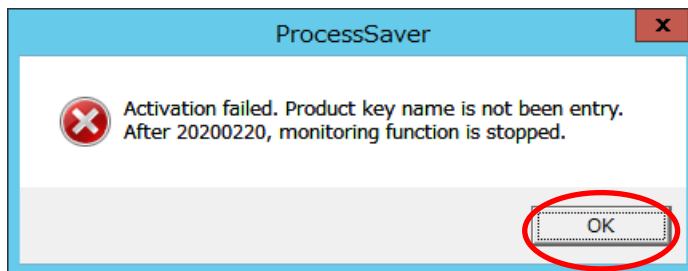 ProcessSaver
x
Activation failed. Product key name is not been entry.
After 20200220, monitoring function is stopped.
OK